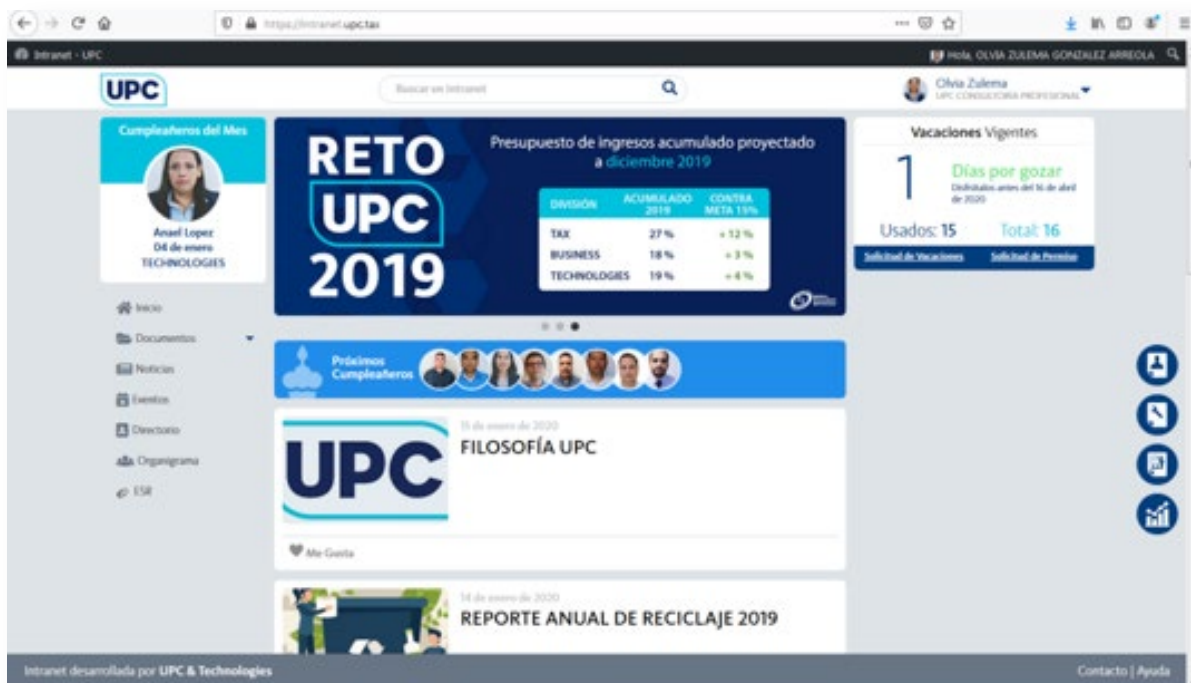 https://intranet.upc.tax
Intranet - UPC
Hola, OLVIA ZULEMA GONZALEZ ARREOLA
UPC
Buscar en Intranet
Olvia Zulema
UPC CONSULTORIA PROFESIONAL
Cumpleañeros del Mes
Anael Lopez
04 de enero
TECHNOLOGIES
Inicio
Documentos
Noticias
Eventos
Directorio
Organigrama
ESR
RETO
UPC
2019
Presupuesto de ingresos acumulado proyectado
a diciembre 2019
DIVISIÓN ACUMULADO 2019 CONTRA META 15%
TAX 27 % + 12 %
BUSINESS 18 % + 3 %
TECHNOLOGIES 19 % + 4 %
Próximos
Cumpleañeros
UPC
15 de enero de 2020
FILOSOFÍA UPC
Me Gusta
14 de enero de 2020
REPORTE ANUAL DE RECICLAJE 2019
Vacaciones Vigentes
1
Días por gozar
Disfrútalos antes del 16 de abril
de 2020
Usados: 15 Total: 16
Solicitud de Vacaciones Solicitud de Permiso
Intranet desarrollada por UPC & Technologies
Contacto | Ayuda